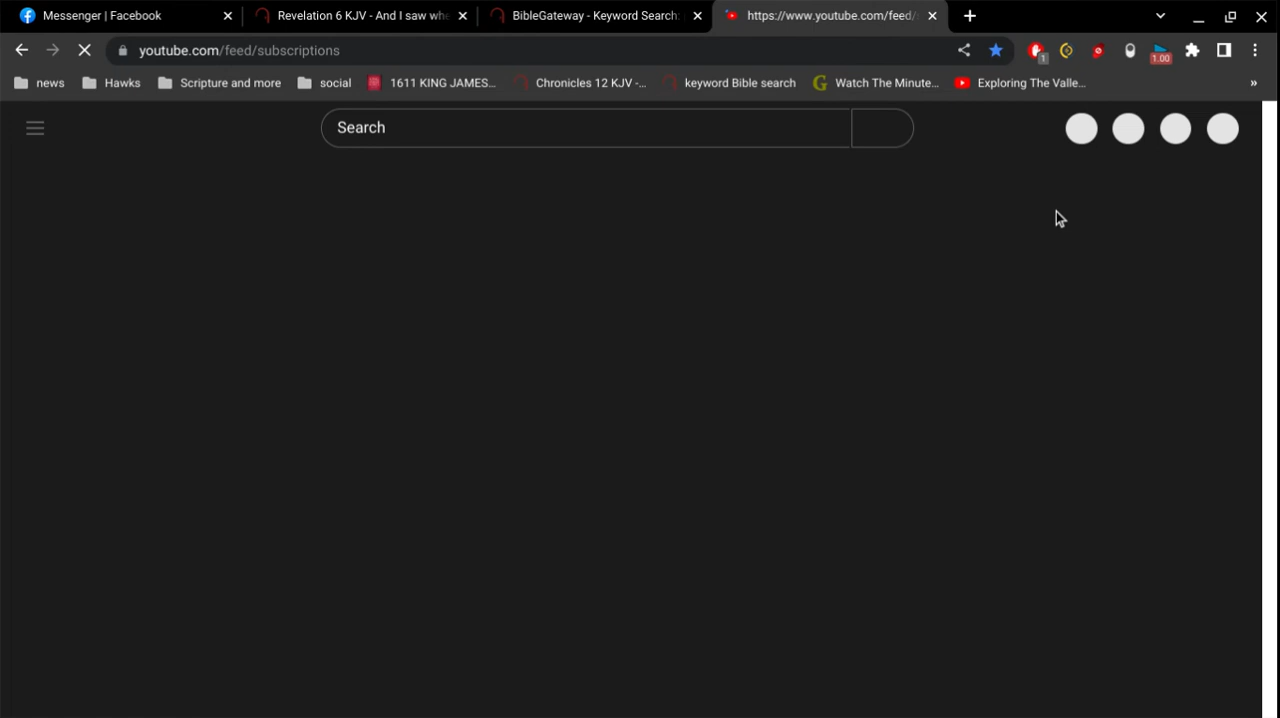 Messenger | Facebook
Revelation 6 KJV - And I saw whe
BibleGateway - Keyword Search:
https://www.youtube.com/feed/
youtube.com/feed/subscriptions
1
1.00
news
Hawks
Scripture and more
social
1611 KING JAMES...
Chronicles 12 KJV -...
keyword Bible search
Watch The Minute...
Exploring The Valle...
»
Search